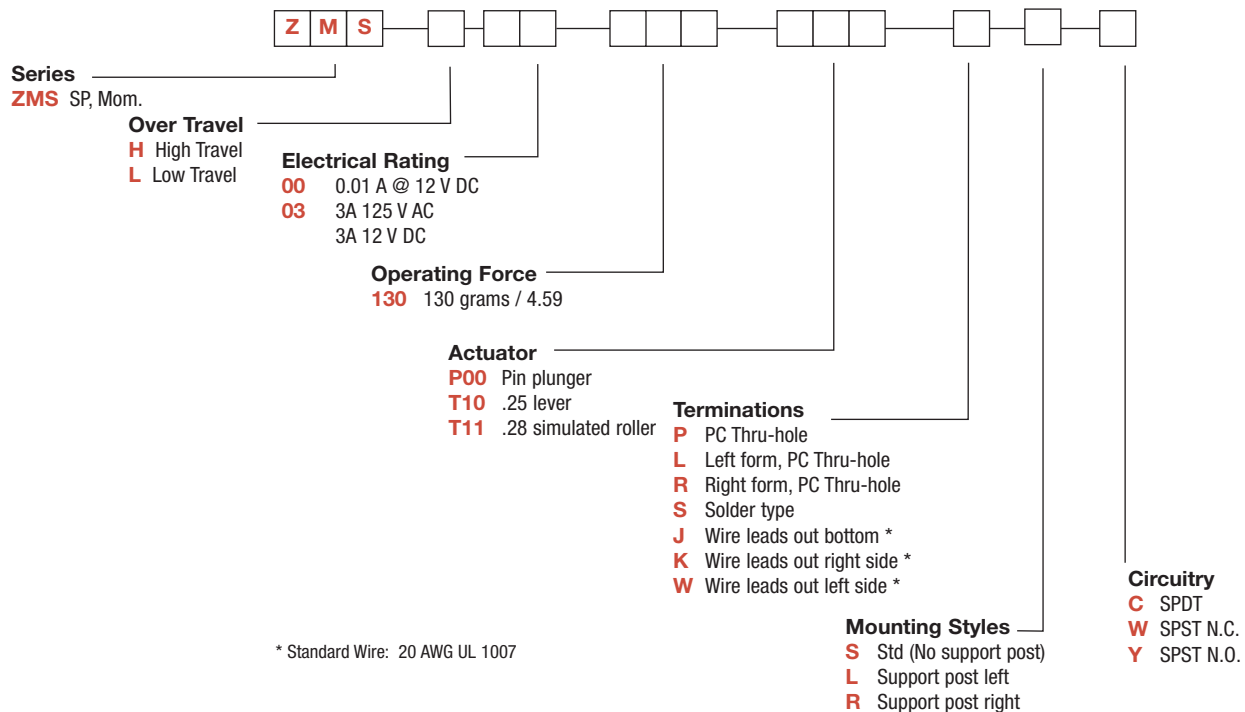 Z M S
Series
ZMS SP, Mom.
Over Travel
H High Travel
L Low Travel
Electrical Rating
00 0.01 A @ 12 V DC
03 3A 125 V AC
3A 12 V DC
Operating Force
130 130 grams / 4.59
Actuator
P00 Pin plunger
T10 .25 lever
T11 .28 simulated roller
Terminations
P PC Thru-hole
L Left form, PC Thru-hole
R Right form, PC Thru-hole
S Solder type
J Wire leads out bottom *
K Wire leads out right side *
W Wire leads out left side *
Mounting Styles
S Std (No support post)
L Support post left
R Support post right
Circuitry
C SPDT
W SPST N.C.
Y SPST N.O.
* Standard Wire: 20 AWG UL 1007